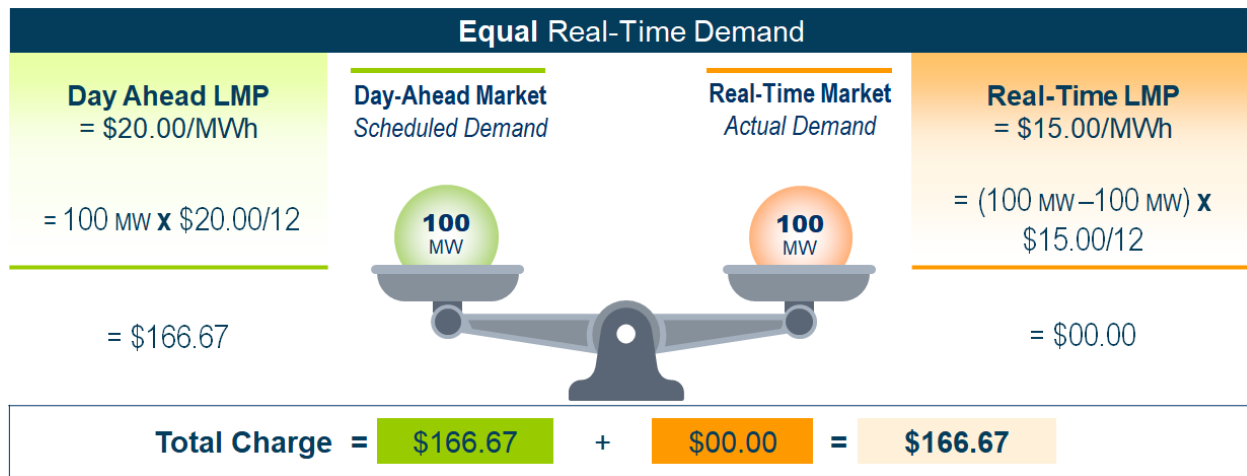 Equal Real-Time Demand
Day Ahead LMP
= $20.00/MWh
= 100 MW x $20.00/12
= $166.67
Day-Ahead Market
Scheduled Demand
100
MW
Real-Time Market
Actual Demand
100
MW
Real-Time LMP
= $15.00/MWh
= (100 MW –100 MW) x
$15.00/12
= $00.00
Total Charge = $166.67 + $00.00 = $166.67